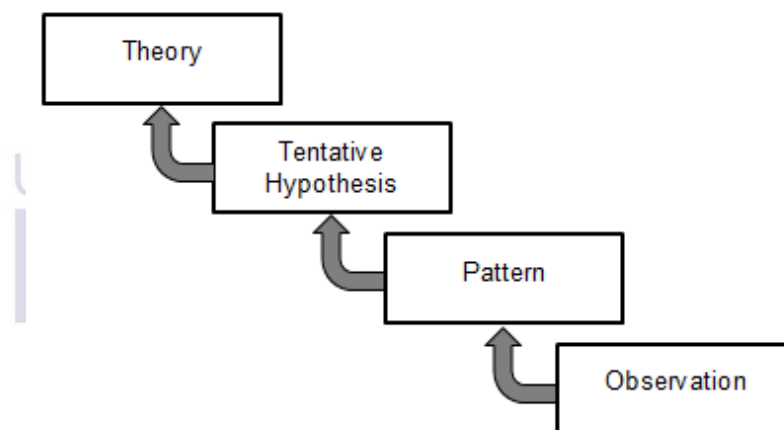 Theory
Tentative
Hypothesis
Pattern
Observation